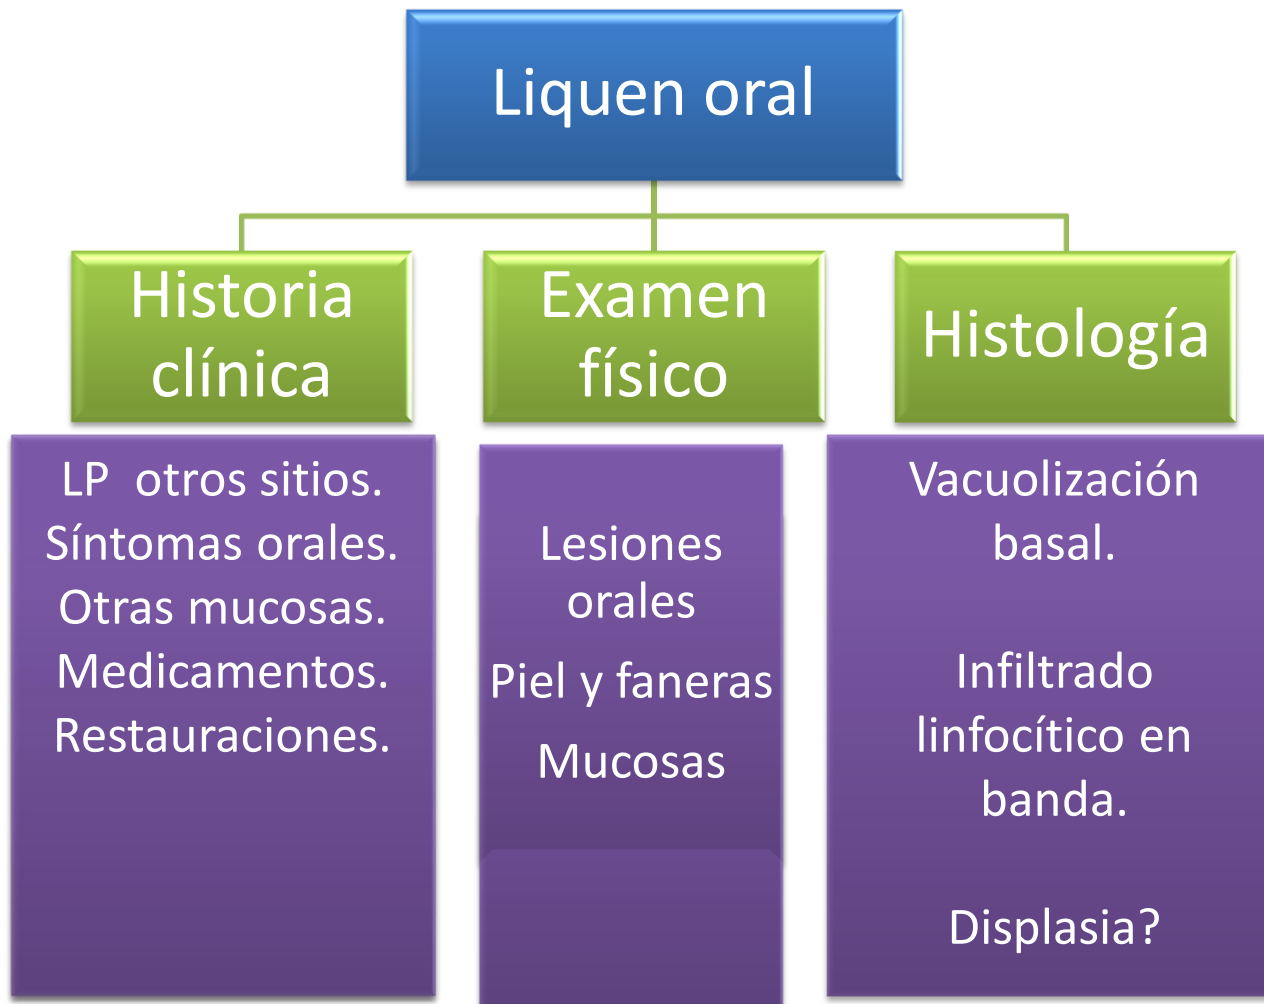 Liquen oral
Historia
clínica
Examen
físico
Histología
LP otros sitios.
Síntomas orales.
Otras mucosas.
Medicamentos.
Restauraciones.
Lesiones
orales
Piel y faneras
Mucosas
Vacuolización
basal.
Infiltrado
linfocítico en
banda.
Displasia?